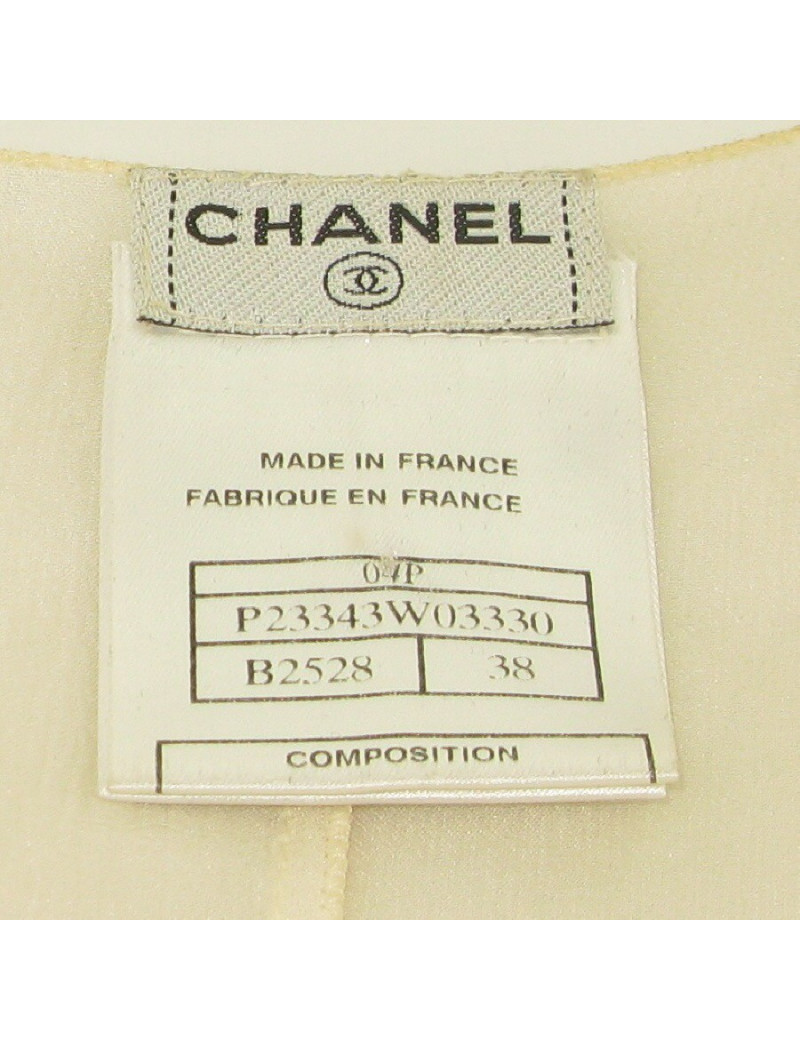 CHANEL
MADE IN FRANCE
FABRIQUE EN FRANCE
04P
P23343W03330
B2528 38
COMPOSITION